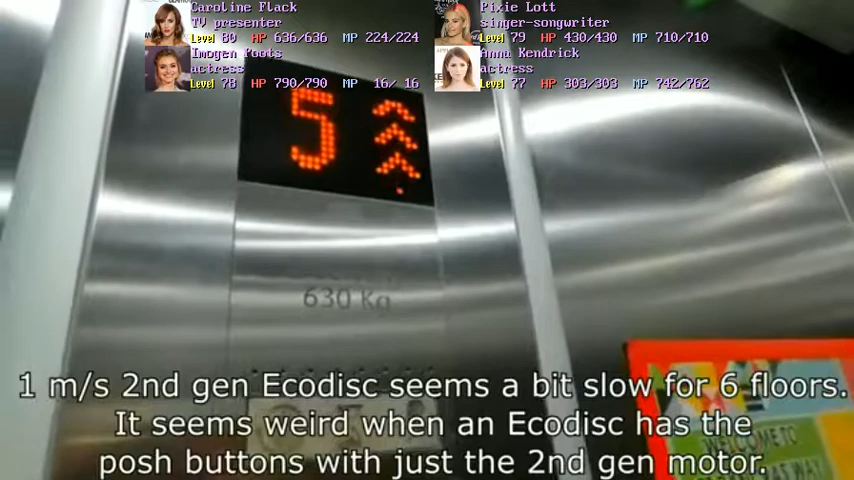 Caroline Flack
TV presenter
Level 80 HP 636/636 MP 224/224
Imogen Poots
actress
Level 78 HP 790/790 MP 16/ 16
Pixie Lott
singer-songwriter
Level 79 HP 430/430 MP 710/710
Anna Kendrick
actress
Level 77 HP 303/303 MP 742/762
5
630 Kg
WELCOME TO
WAY
1 m/s 2nd gen Ecodisc seems a bit slow for 6 floors.
It seems weird when an Ecodisc has the
posh buttons with just the 2nd gen motor.